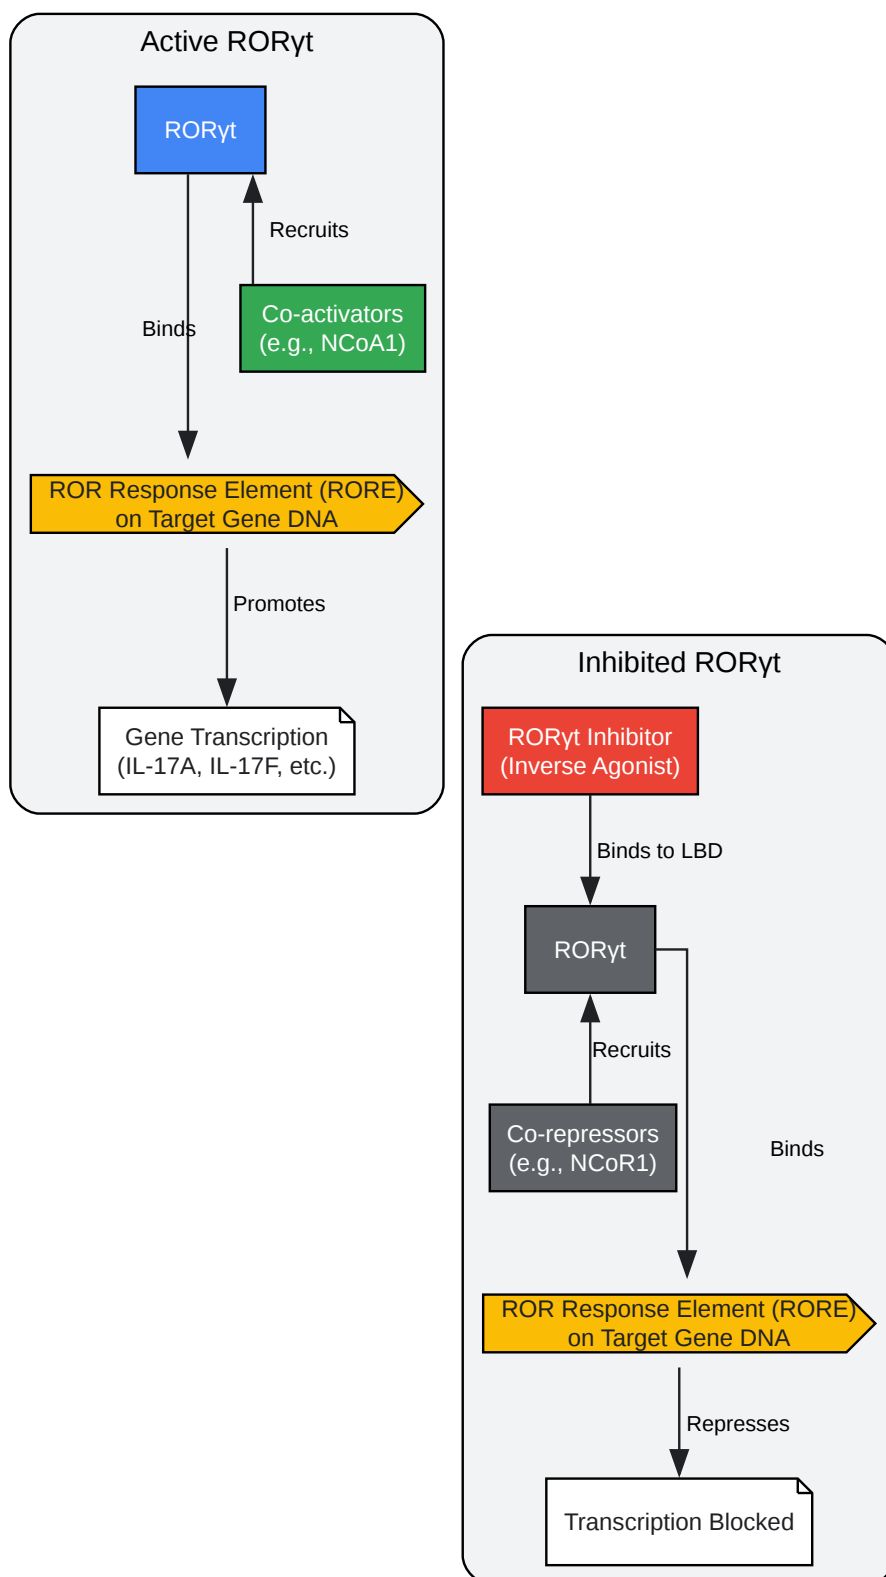 Active RORγt
RORγt
Recruits
Co-activators
(e.g., NCoA1)
Binds
ROR Response Element (RORE)
on Target Gene DNA
Promotes
Gene Transcription
(IL-17A, IL-17F, etc.)
Inhibited RORγt
RORγt Inhibitor
(Inverse Agonist)
Binds to LBD
RORγt
Recruits
Co-repressors
(e.g., NCoR1)
Binds
ROR Response Element (RORE)
on Target Gene DNA
Represses
Transcription Blocked